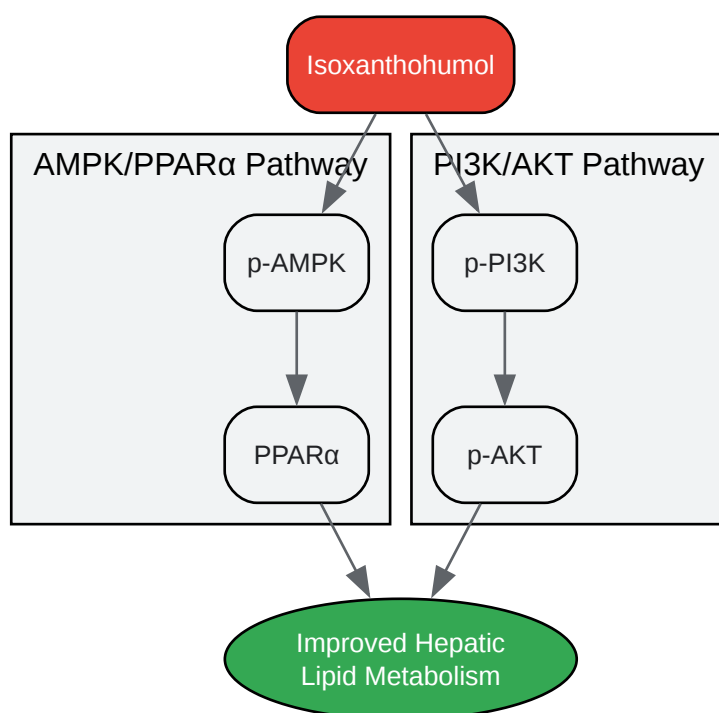 Isoxanthohumol
AMPK/PPARα Pathway
PI3K/AKT Pathway
p-AMPK
p-PI3K
PPARα
p-AKT
Improved Hepatic
Lipid Metabolism